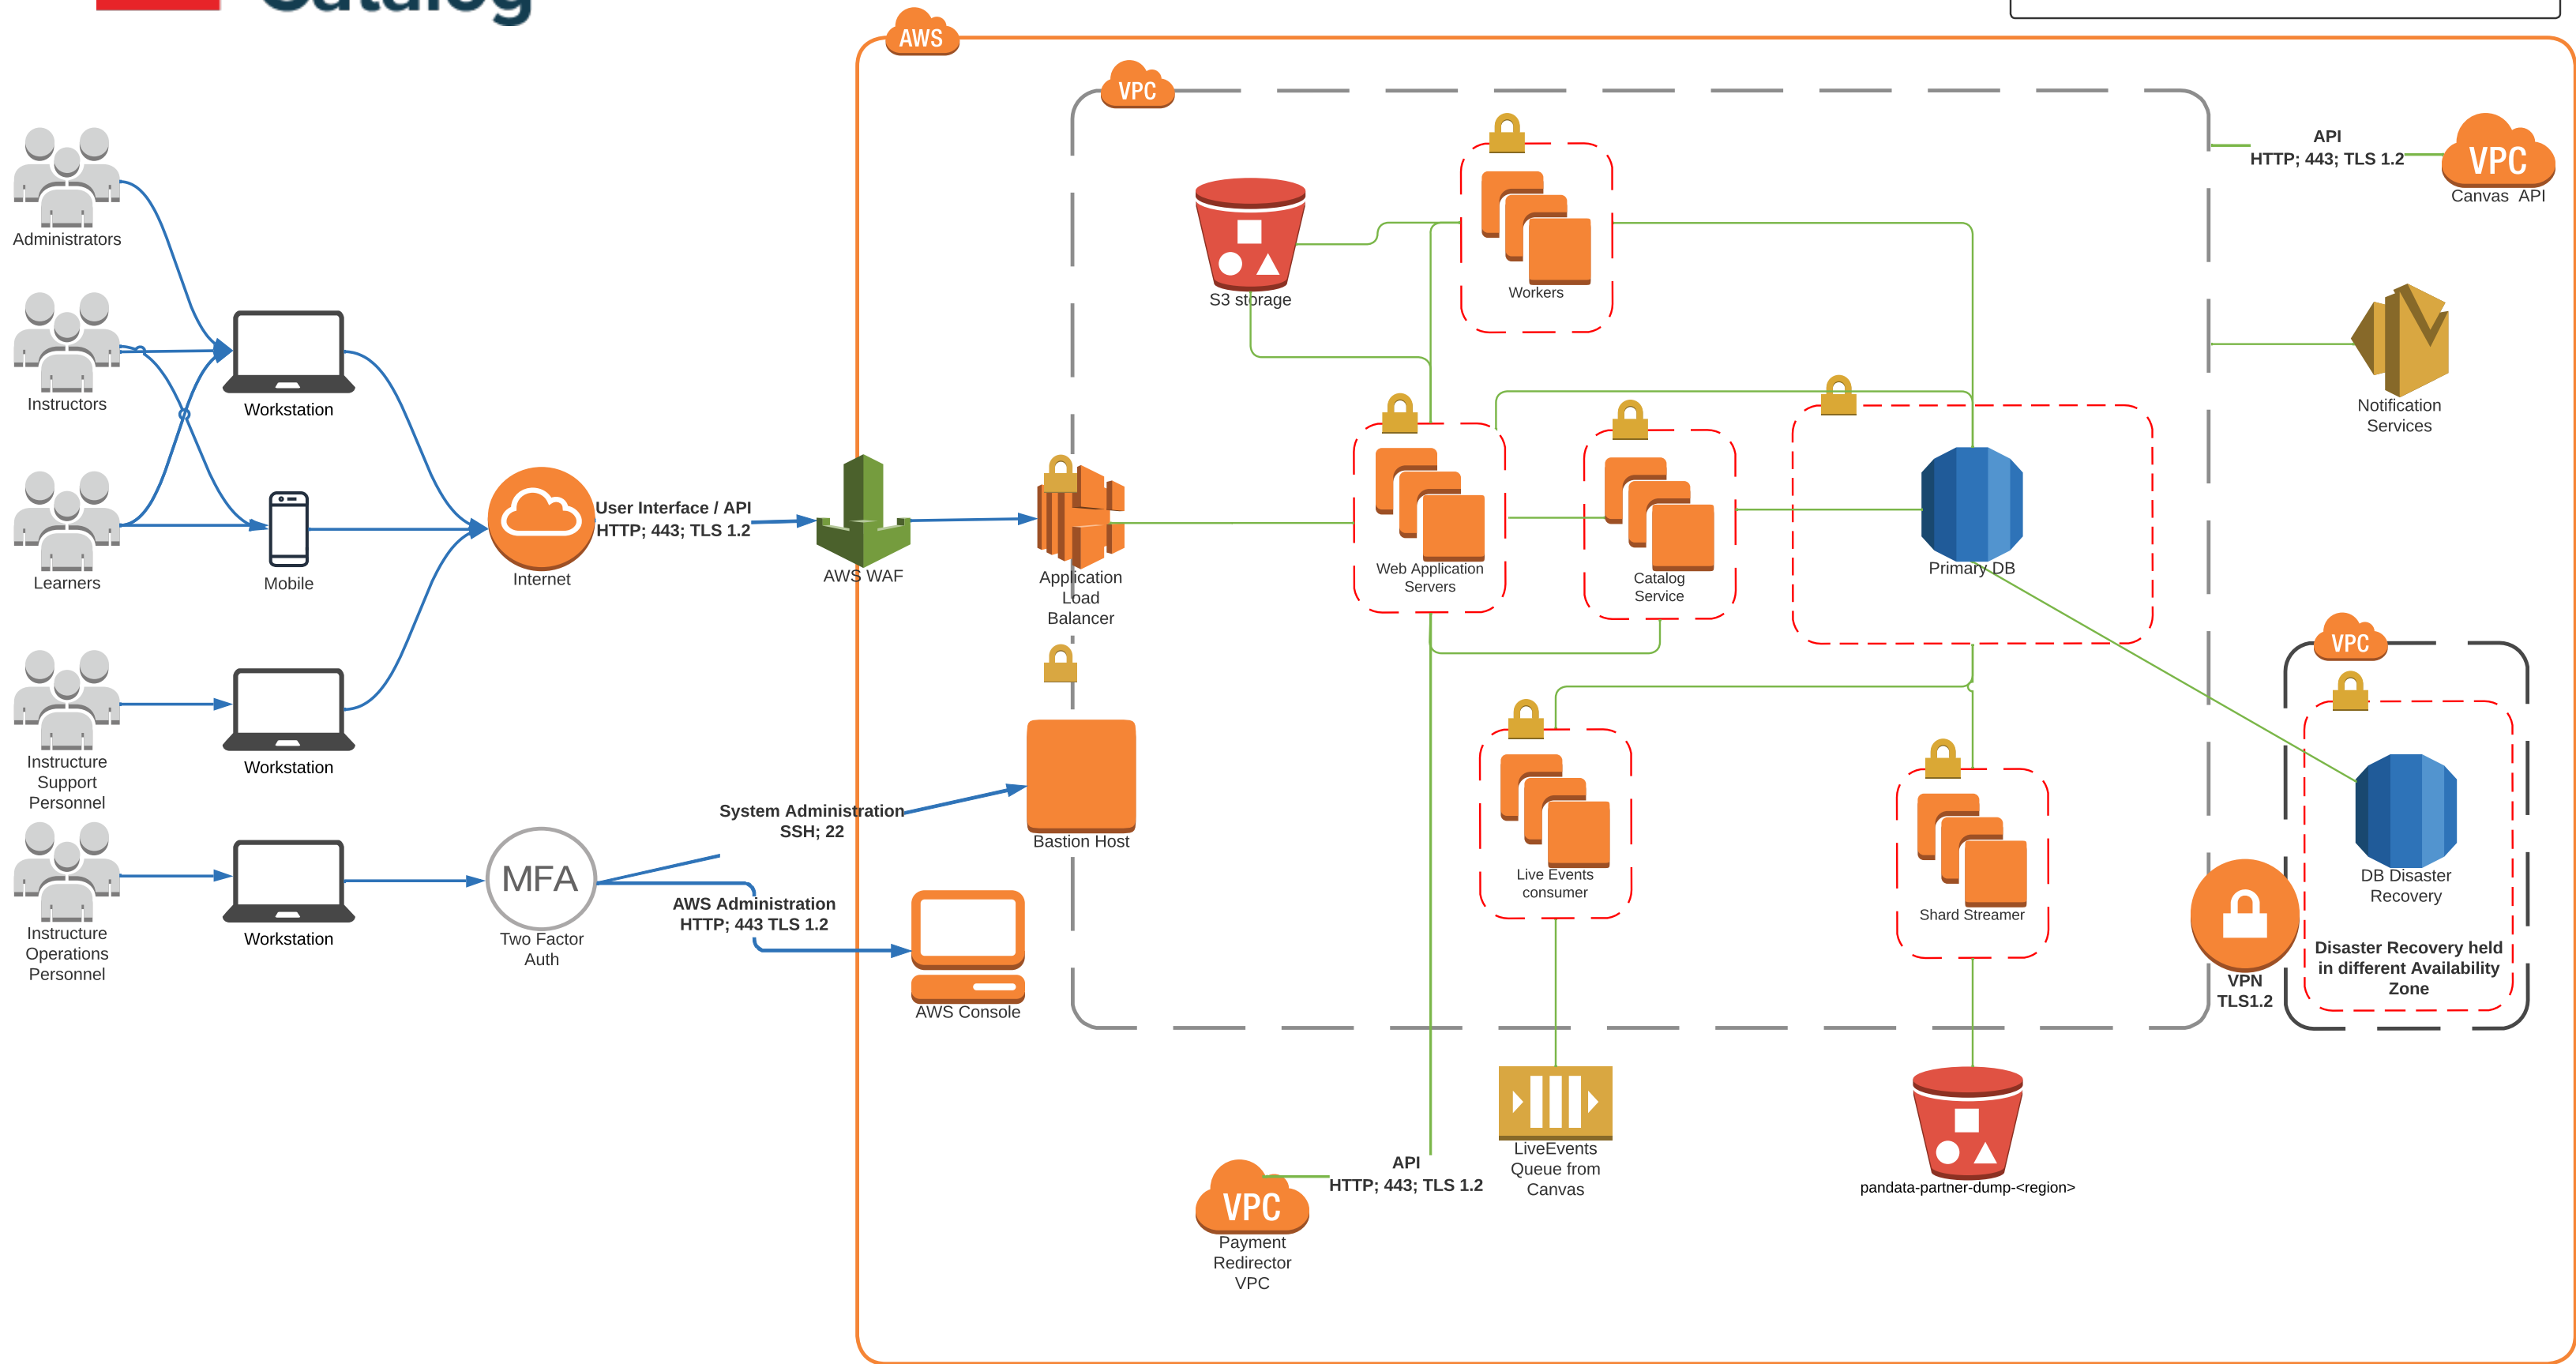 Catalog
AWS
VPC
Administrators
Instructors
Learners
Instructure
Support
Personnel
Instructure
Operations
Personnel
Workstation
Mobile
Workstation
Workstation
Internet
MFA
Two Factor
Auth
User Interface / API
HTTP; 443; TLS 1.2
System Administration
SSH; 22
AWS Administration
HTTP; 443 TLS 1.2
AWS WAF
Application
Load
Balancer
Bastion Host
AWS Console
S3 storage
Workers
Web Application
Servers
Catalog
Service
Primary DB
Live Events
consumer
Shard Streamer
API
HTTP; 443; TLS 1.2
VPC
Canvas API
Notification
Services
VPC
DB Disaster
Recovery
Disaster Recovery held
in different Availability
Zone
VPN
TLS1.2
API
HTTP; 443; TLS 1.2
VPC
Payment
Redirector
VPC
LiveEvents
Queue from
Canvas
pandata-partner-dump-<region>